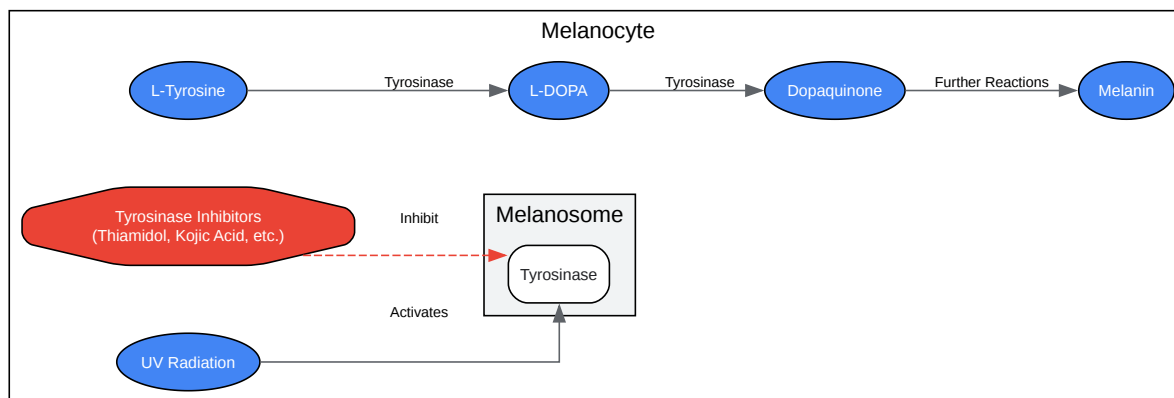 Melanocyte
L-Tyrosine
Tyrosinase
L-DOPA
Tyrosinase
Dopaquinone
Further Reactions
Melanin
Tyrosinase Inhibitors
(Thiamidol, Kojic Acid, etc.)
Inhibit
Melanosome
Tyrosinase
Activates
UV Radiation